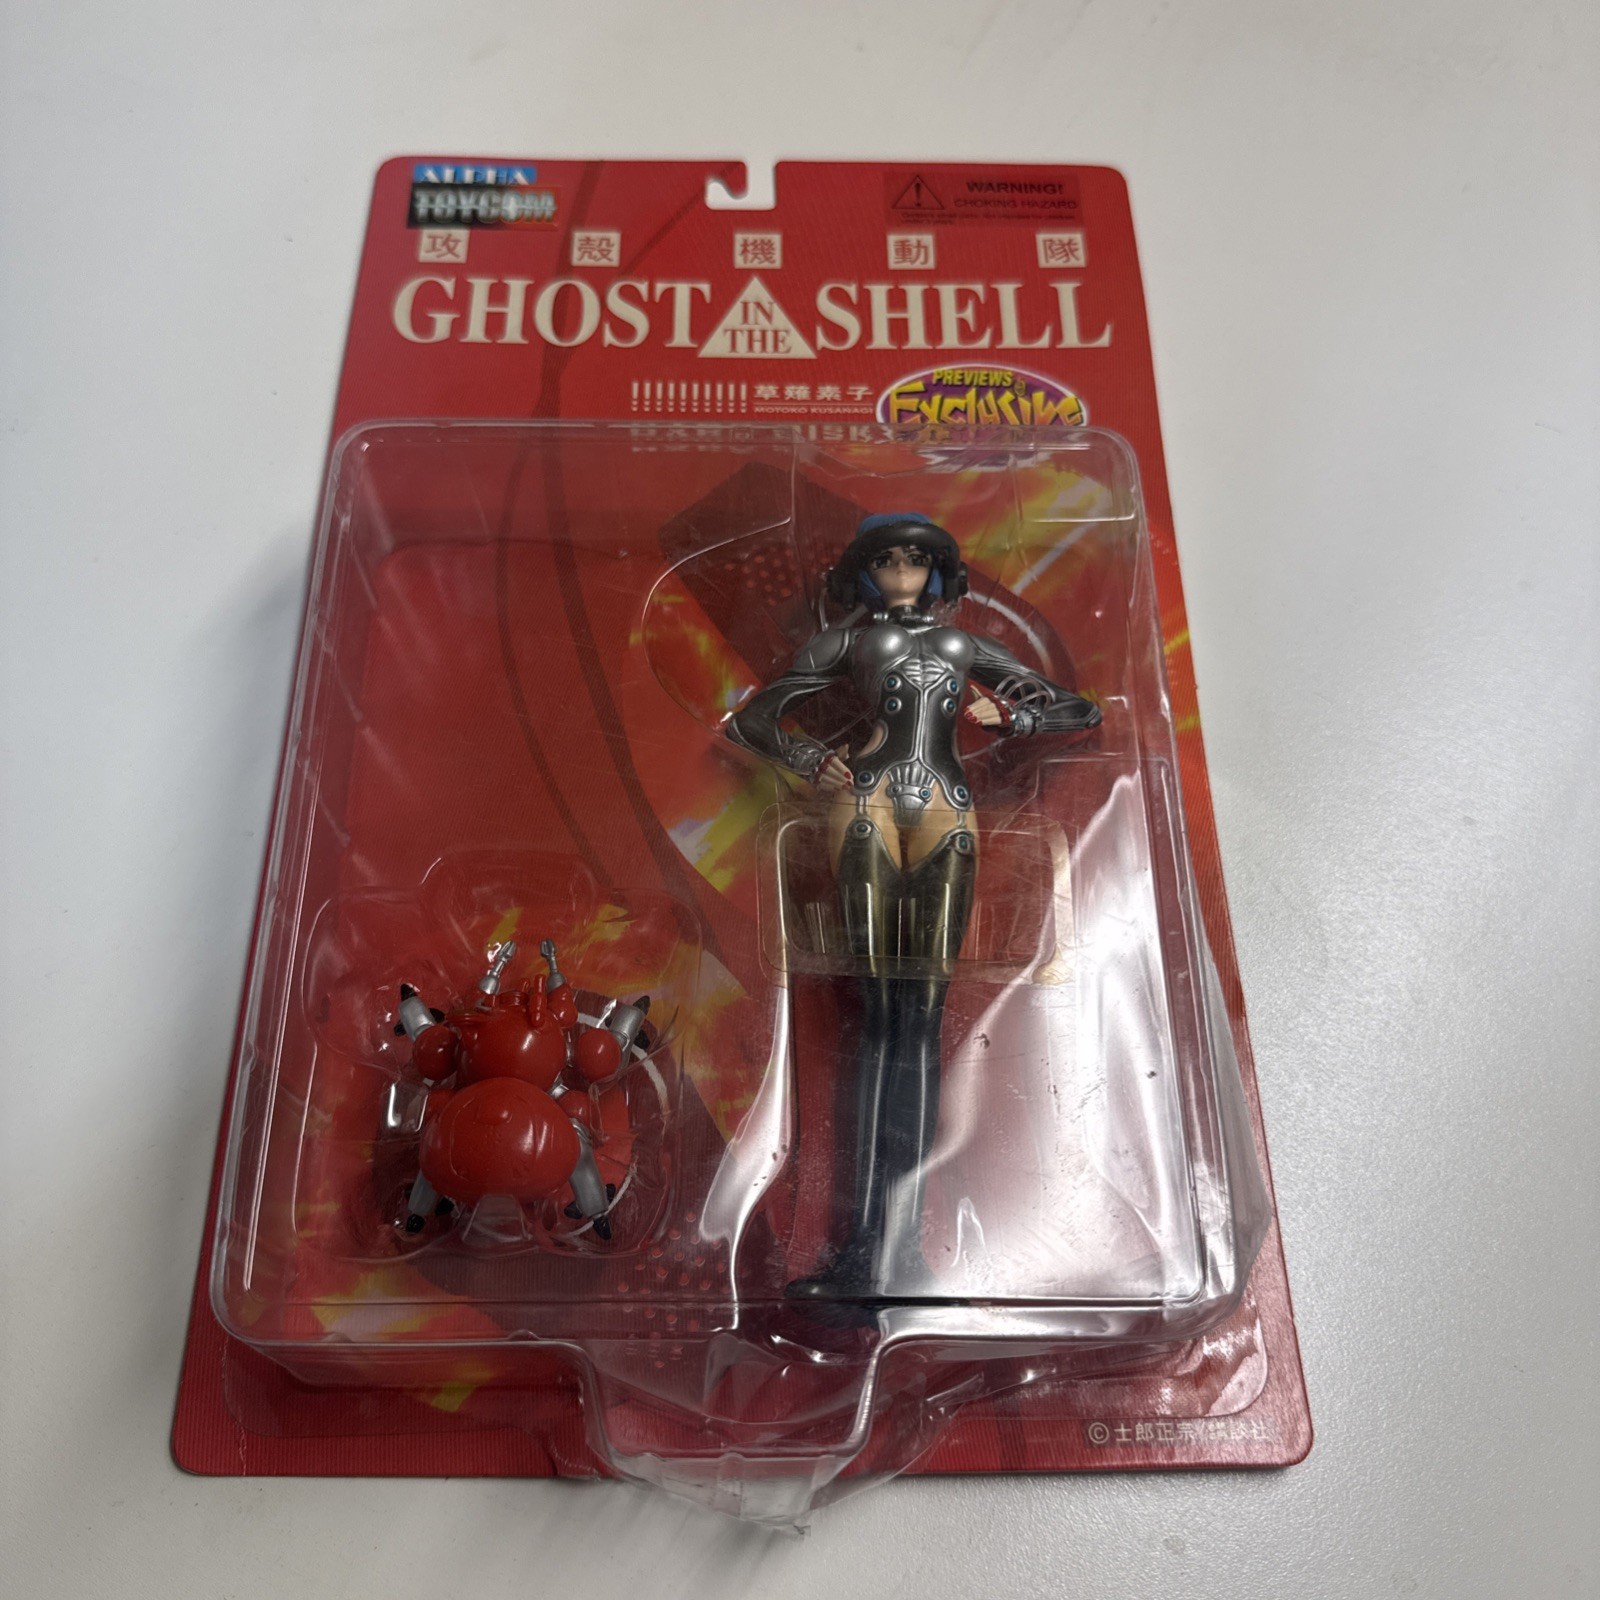 ALPHA
TOYCOM
WARNING!
CHOKING HAZARD
攻殻機動隊
GHOST IN THE SHELL
!!!!!!!!!! 草薙素子
MOTOKO KUSANAGI
PREVIEWS
EXCLUSIVE
©士郎正宗/講談社